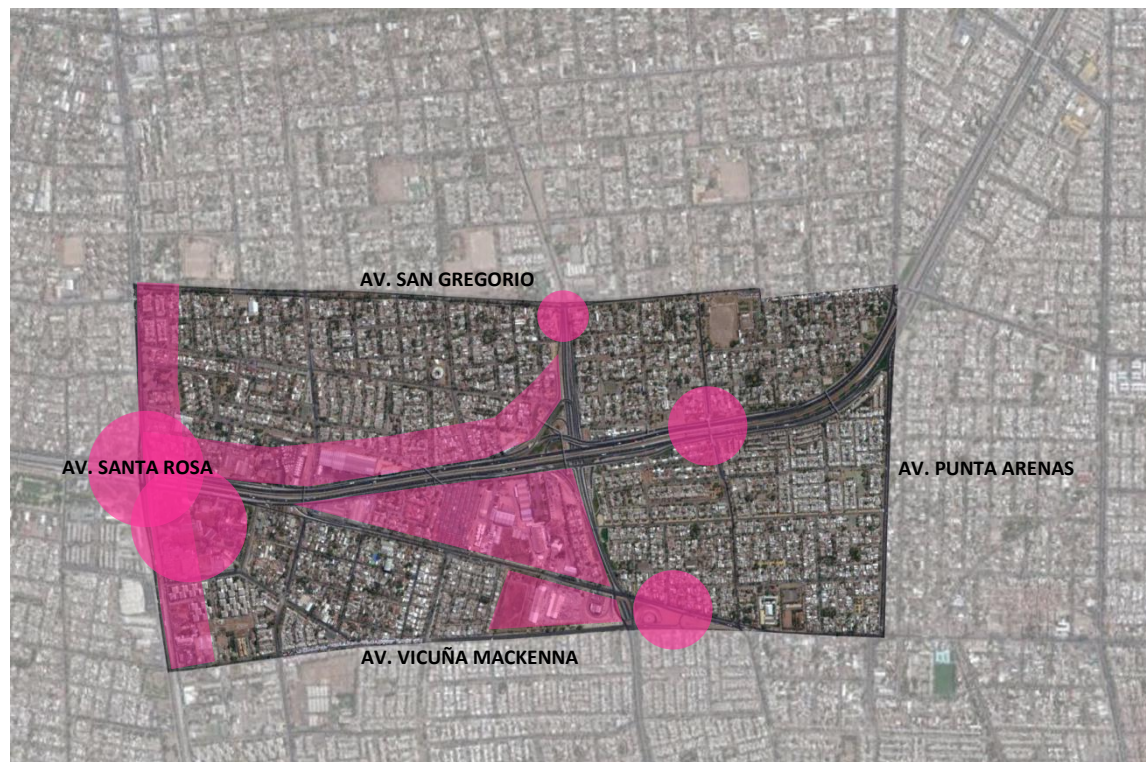 AV. SAN GREGORIO
AV. SANTA ROSA
AV. PUNTA ARENAS
AV. VICUÑA MACKENNA